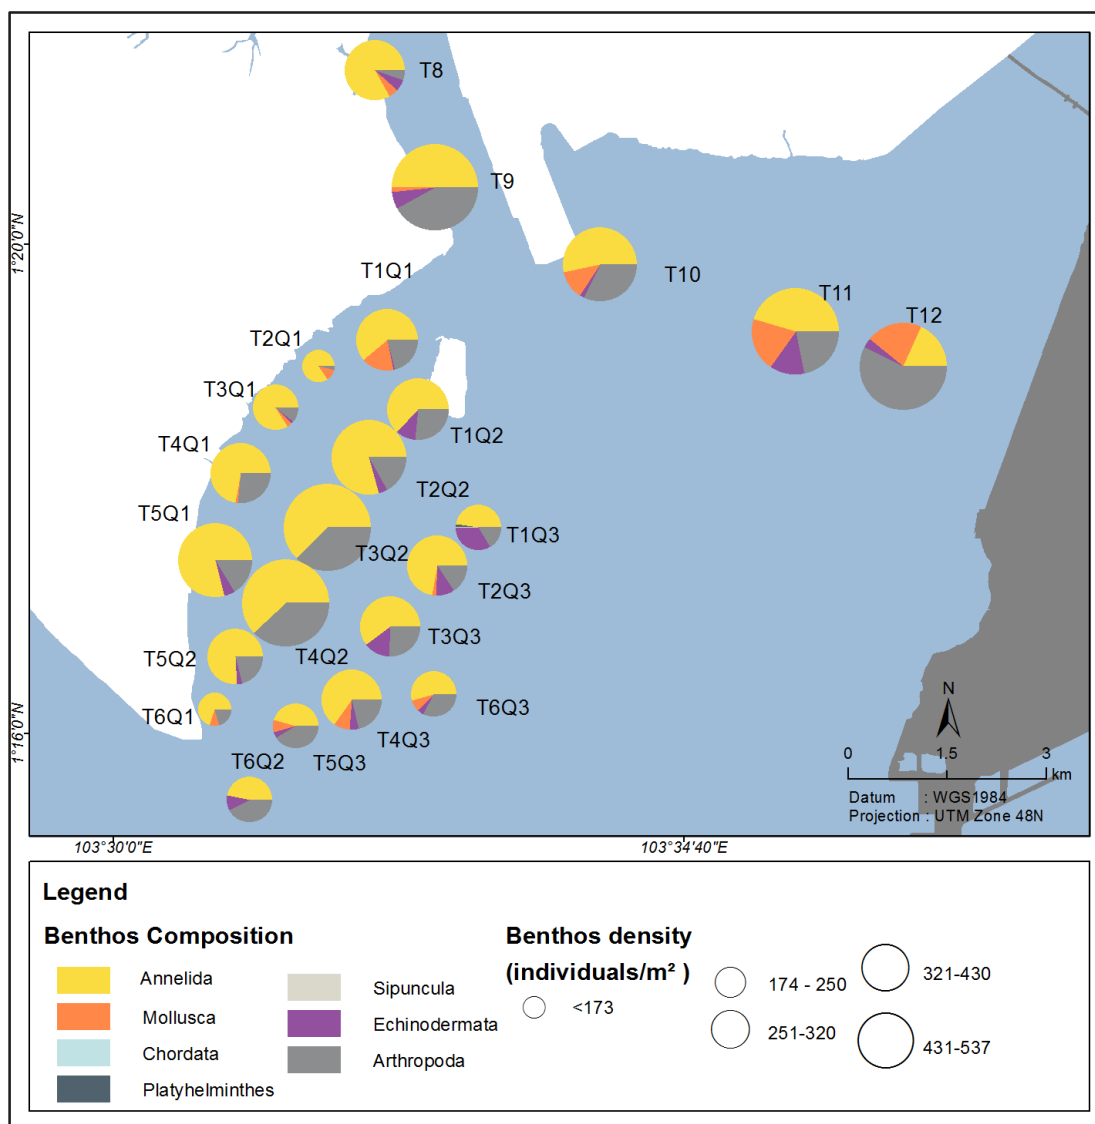 T8
T9
1°20'0"N
T1Q1
T10
T11
T12
T2Q1
T3Q1
T1Q2
T4Q1
T2Q2
T5Q1
T1Q3
T3Q2
T2Q3
T3Q3
T4Q2
T5Q2
T6Q1
T6Q3
T4Q3
T6Q2
T5Q3
1°16'0"N
N
0 1.5 3
km
Datum : WGS1984
Projection : UTM Zone 48N
103°30'0"E
103°34'40"E
Legend
Benthos Composition
Annelida
Mollusca
Chordata
Platyhelminthes
Sipuncula
Echinodermata
Arthropoda
Benthos density
(individuals/m² )
<173
174 - 250
251-320
321-430
431-537